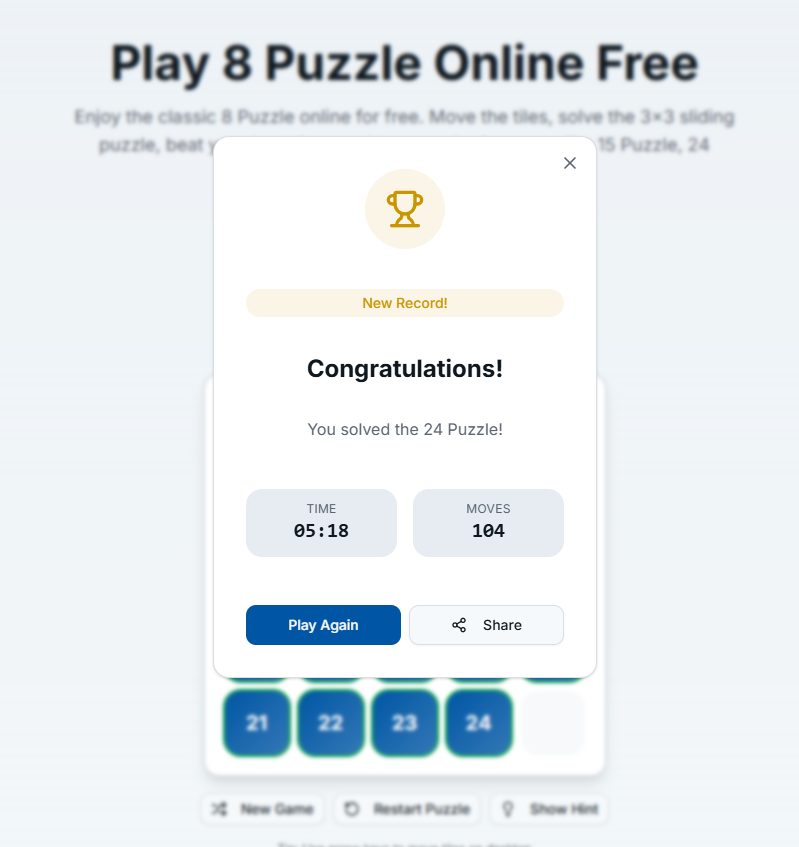 Play 8 Puzzle Online Free
Enjoy the classic 8 Puzzle online for free. Move the tiles, solve the 3×3 sliding
puzzle, beat 15 Puzzle, 24
New Record!
Congratulations!
You solved the 24 Puzzle!
TIME MOVES
05:18 104
Play Again Share
21 22 23 24
New Game Restart Puzzle Show Hint